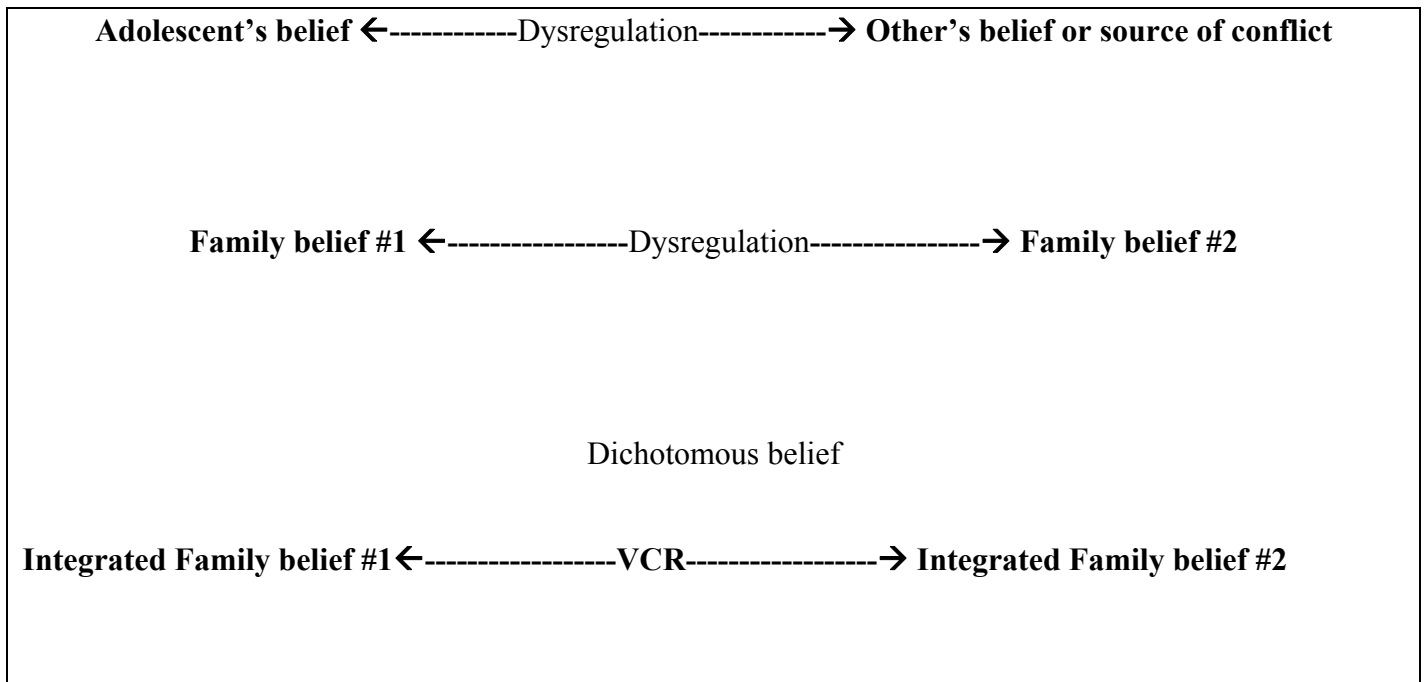 Adolescent’s belief ←------------Dysregulation------------→ Other’s belief or source of conflict
Family belief #1 ←-----------------Dysregulation----------------→ Family belief #2
Dichotomous belief
Integrated Family belief #1←------------------VCR------------------→ Integrated Family belief #2